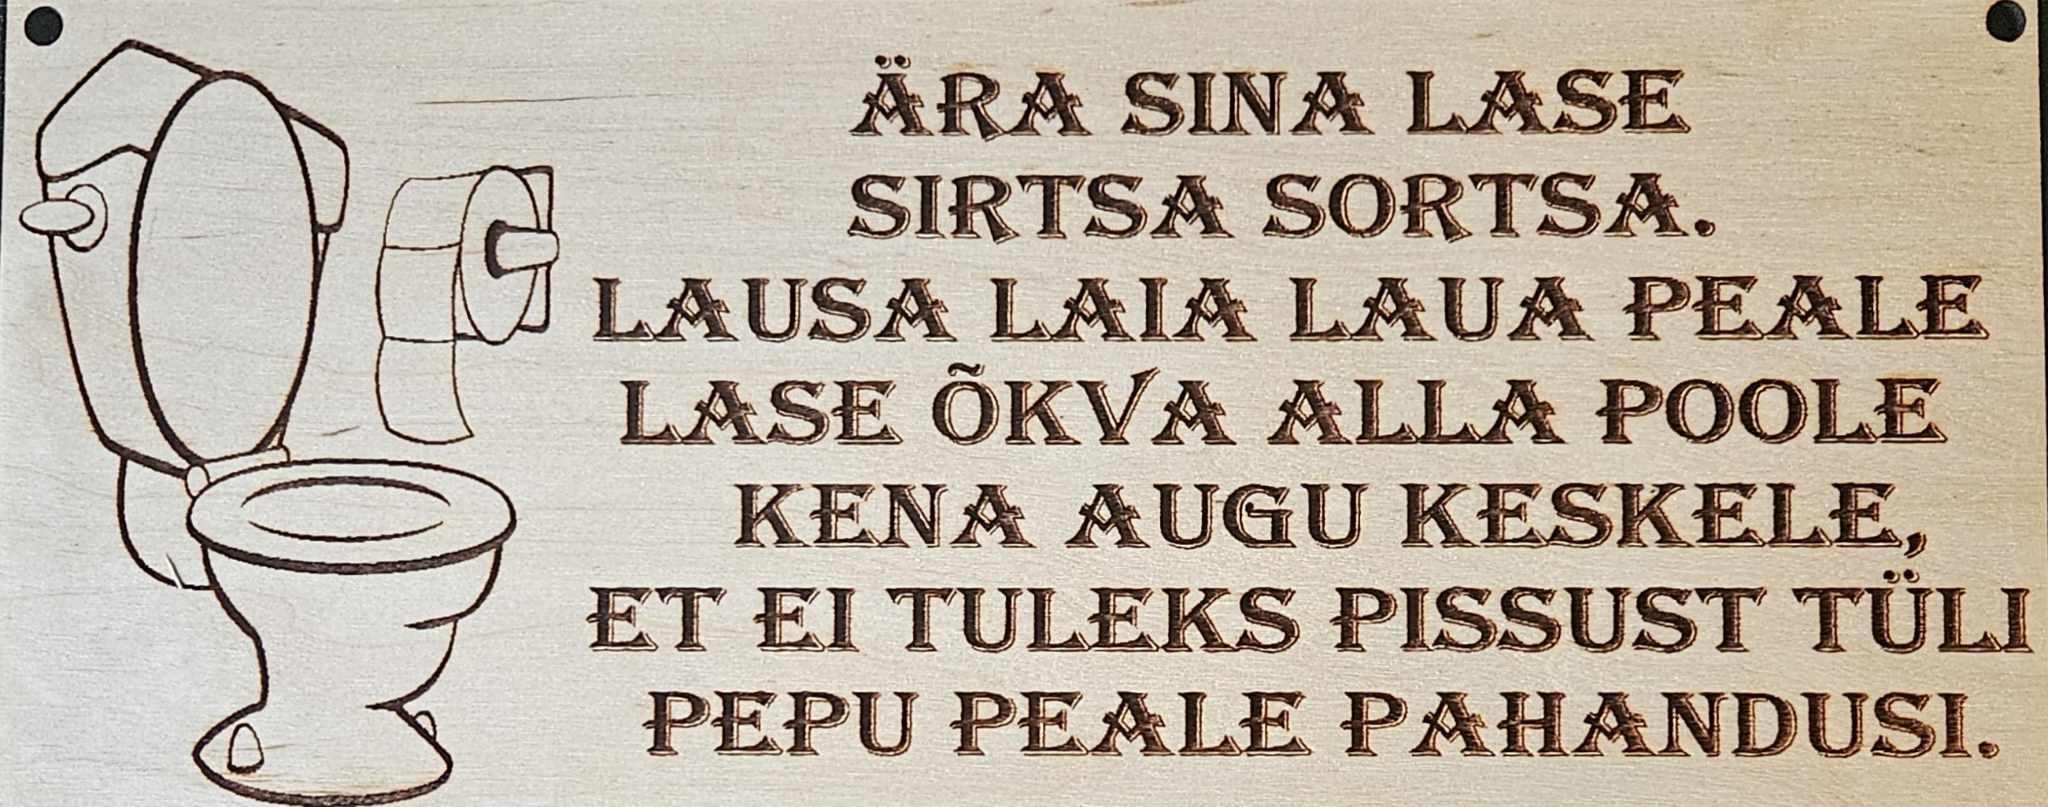 ÄRA SINA LASE
SIRTSA SORTSA.
LAUSA LAIA LAUA PEALE
LASE ÕKVA ALLA POOLE
KENA AUGU KESKELE,
ET EI TULEKS PISSUST TÜLI
PEPU PEALE PAHANDUSI.